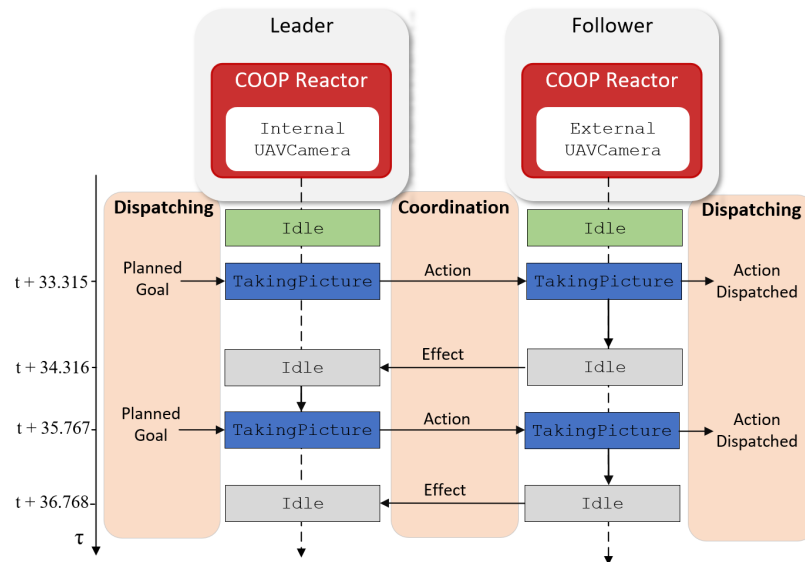 Leader
Follower
COOP Reactor
COOP Reactor
Internal
UAVCamera
External
UAVCamera
Dispatching
Coordination
Dispatching
Idle
Idle
t + 33.315
Planned
Goal
TakingPicture
Action
TakingPicture
Action
Dispatched
t + 34.316
Idle
Effect
Idle
t + 35.767
Planned
Goal
TakingPicture
Action
TakingPicture
Action
Dispatched
t + 36.768
Idle
Effect
Idle
τ